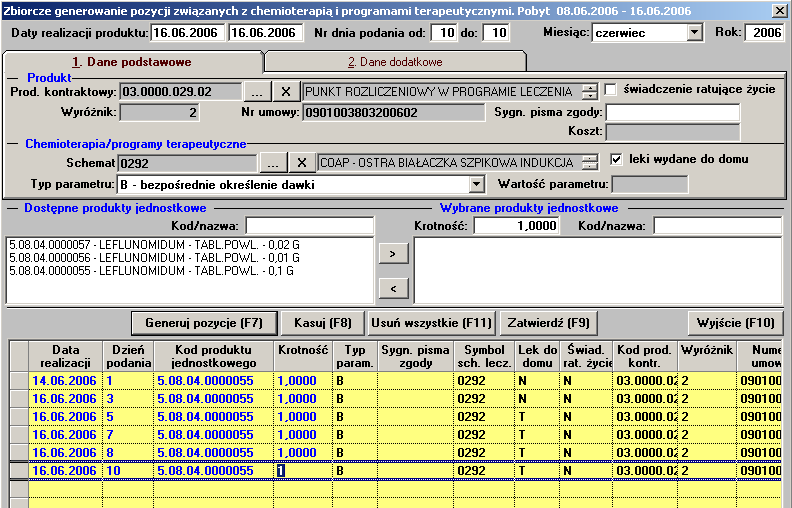 Zbiorcze generowanie pozycji związanych z chemioterapią i programami terapeutycznymi. Pobyt 08.06.2006 - 16.06.2006
Daty realizacji produktu: 16.06.2006 16.06.2006 Nr dnia podania od: 10 do: 10 Miesiąc: czerwiec Rok: 2006
1. Dane podstawowe 2. Dane dodatkowe
Produkt
Prod. kontraktowy: 03.0000.029.02 ... X PUNKT ROZLICZENIOWY W PROGRAMIE LECZENIA świadczenie ratujące życie
Wyróżnik: 2 Nr umowy: 0901003803200602 Sygn. pisma zgody:
Koszt:
Chemioterapia/programy terapeutyczne
Schemat 0292 ... X COAP - OSTRA BIAŁACZKA SZPIKOWA INDUKCJA leki wydane do domu
Typ parametru: B - bezpośrednie określenie dawki Wartość parametru:
Dostępne produkty jednostkowe Wybrane produkty jednostkowe
Kod/nazwa: Krotność: 1,0000 Kod/nazwa:
5.08.04.0000057 - LEFLUNOMIDUM - TABL.POWL. - 0,02 G
5.08.04.0000056 - LEFLUNOMIDUM - TABL.POWL. - 0,01 G
5.08.04.0000055 - LEFLUNOMIDUM - TABL.POWL. - 0,1 G
>
<
Generuj pozycje (F7) Kasuj (F8) Usuń wszystkie (F11) Zatwierdź (F9) Wyjście (F10)
Data Dzień Kod produktu Krotność Typ Sygn. pisma Symbol Lek do Świad. Kod prod. Wyróżnik Nume
realizacji podania jednostkowego param. zgody sch. lecz. domu rat. życie kontr. umow
14.06.2006 1 5.08.04.0000055 1,0000 B 0292 N N 03.0000.02 2 090100
16.06.2006 3 5.08.04.0000055 1,0000 B 0292 N N 03.0000.02 2 090100
16.06.2006 5 5.08.04.0000055 1,0000 B 0292 T N 03.0000.02 2 090100
16.06.2006 7 5.08.04.0000055 1,0000 B 0292 T N 03.0000.02 2 090100
16.06.2006 8 5.08.04.0000055 1,0000 B 0292 T N 03.0000.02 2 090100
16.06.2006 10 5.08.04.0000055 1 B 0292 T N 03.0000.02 2 090100